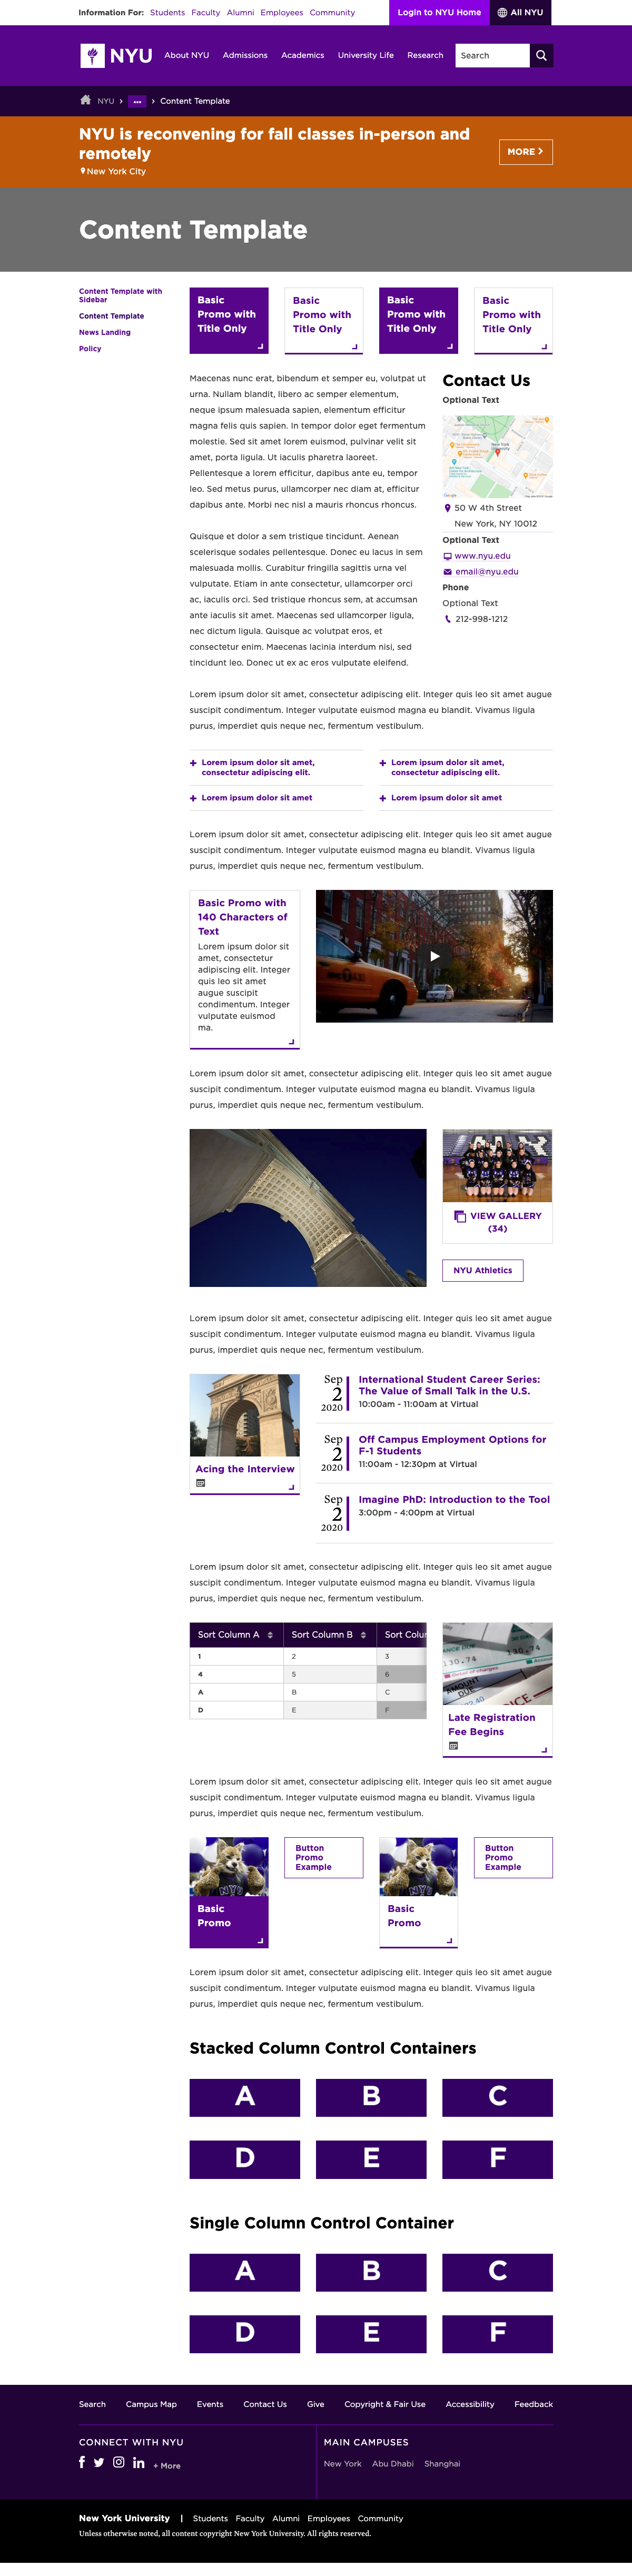 Information For: Students Faculty Alumni Employees Community
Login to NYU Home
All NYU
NYU
About NYU Admissions Academics University Life Research
Search
NYU > ••• > Content Template
NYU is reconvening for fall classes in-person and
remotely
New York City
MORE
Content Template
Content Template with
Sidebar
Content Template
News Landing
Policy
Basic
Promo with
Title Only
Basic
Promo with
Title Only
Basic
Promo with
Title Only
Basic
Promo with
Title Only
Maecenas nunc erat, bibendum et semper eu, volutpat ut
urna. Nullam blandit, libero ac semper elementum,
neque ipsum malesuada sapien, elementum efficitur
magna felis quis sapien. In tempor dolor eget fermentum
molestie. Sed sit amet lorem euismod, pulvinar velit sit
amet, porta ligula. Ut iaculis pharetra laoreet.
Pellentesque a lorem efficitur, dapibus ante eu, tempor
leo. Sed metus purus, ullamcorper nec diam at, efficitur
dapibus ante. Morbi nec nisl a mauris rhoncus rhoncus.
Quisque et dolor a sem tristique tincidunt. Aenean
scelerisque sodales pellentesque. Donec eu lacus in sem
malesuada mollis. Curabitur fringilla sagittis urna vel
vulputate. Etiam in ante consectetur, ullamcorper orci
ac, iaculis orci. Sed tristique rhoncus sem, at accumsan
ante iaculis sit amet. Maecenas sed ullamcorper ligula,
nec dictum ligula. Quisque ac volutpat eros, et
consectetur enim. Maecenas lacinia interdum nisi, sed
tincidunt leo. Donec ut ex ac eros vulputate eleifend.
Contact Us
Optional Text
50 W 4th Street
New York, NY 10012
Optional Text
www.nyu.edu
email@nyu.edu
Phone
Optional Text
212-998-1212
Lorem ipsum dolor sit amet, consectetur adipiscing elit. Integer quis leo sit amet augue
suscipit condimentum. Integer vulputate euismod magna eu blandit. Vivamus ligula
purus, imperdiet quis neque nec, fermentum vestibulum.
Lorem ipsum dolor sit amet,
consectetur adipiscing elit.
Lorem ipsum dolor sit amet,
consectetur adipiscing elit.
Lorem ipsum dolor sit amet
Lorem ipsum dolor sit amet
Lorem ipsum dolor sit amet, consectetur adipiscing elit. Integer quis leo sit amet augue
suscipit condimentum. Integer vulputate euismod magna eu blandit. Vivamus ligula
purus, imperdiet quis neque nec, fermentum vestibulum.
Basic Promo with
140 Characters of
Text
Lorem ipsum dolor sit
amet, consectetur
adipiscing elit. Integer
quis leo sit amet
augue suscipit
condimentum. Integer
vulputate euismod
ma.
Lorem ipsum dolor sit amet, consectetur adipiscing elit. Integer quis leo sit amet augue
suscipit condimentum. Integer vulputate euismod magna eu blandit. Vivamus ligula
purus, imperdiet quis neque nec, fermentum vestibulum.
VIEW GALLERY
(34)
NYU Athletics
Lorem ipsum dolor sit amet, consectetur adipiscing elit. Integer quis leo sit amet augue
suscipit condimentum. Integer vulputate euismod magna eu blandit. Vivamus ligula
purus, imperdiet quis neque nec, fermentum vestibulum.
Acing the Interview
Sep
2
2020
International Student Career Series:
The Value of Small Talk in the U.S.
10:00am - 11:00am at Virtual
Sep
2
2020
Off Campus Employment Options for
F-1 Students
11:00am - 12:30pm at Virtual
Sep
2
2020
Imagine PhD: Introduction to the Tool
3:00pm - 4:00pm at Virtual
Lorem ipsum dolor sit amet, consectetur adipiscing elit. Integer quis leo sit amet augue
suscipit condimentum. Integer vulputate euismod magna eu blandit. Vivamus ligula
purus, imperdiet quis neque nec, fermentum vestibulum.
Sort Column A Sort Column B Sort Colu
1 2 3
4 5 6
A B C
D E F
130.74
130.74
AMOUNT
DUE
Late Registration
Fee Begins
Lorem ipsum dolor sit amet, consectetur adipiscing elit. Integer quis leo sit amet augue
suscipit condimentum. Integer vulputate euismod magna eu blandit. Vivamus ligula
purus, imperdiet quis neque nec, fermentum vestibulum.
NYU
Basic
Promo
Button
Promo
Example
NYU
Basic
Promo
Button
Promo
Example
Lorem ipsum dolor sit amet, consectetur adipiscing elit. Integer quis leo sit amet augue
suscipit condimentum. Integer vulputate euismod magna eu blandit. Vivamus ligula
purus, imperdiet quis neque nec, fermentum vestibulum.
Stacked Column Control Containers
A B C
D E F
Single Column Control Container
A B C
D E F
Search Campus Map Events Contact Us Give Copyright & Fair Use Accessibility Feedback
CONNECT WITH NYU
+ More
MAIN CAMPUSES
New York Abu Dhabi Shanghai
New York University | Students Faculty Alumni Employees Community
Unless otherwise noted, all content copyright New York University. All rights reserved.